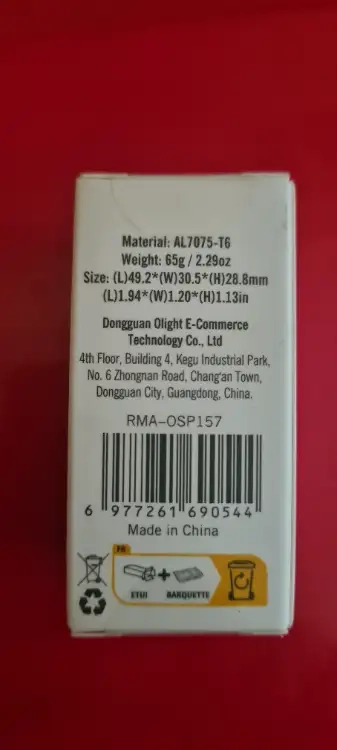 Material: AL7075-T6
Weight: 65g / 2.29oz
Size: (L)49.2*(W)30.5*(H)28.8mm
(L)1.94*(W)1.20*(H)1.13in
Dongguan Olight E-Commerce
Technology Co., Ltd
4th Floor, Building 4, Kegu Industrial Park,
No. 6 Zhongnan Road, Chang'an Town,
Dongguan City, Guangdong, China.
RMA-OSP157
6 977261 690544
Made in China
FR
ETUI + BARQUETTE